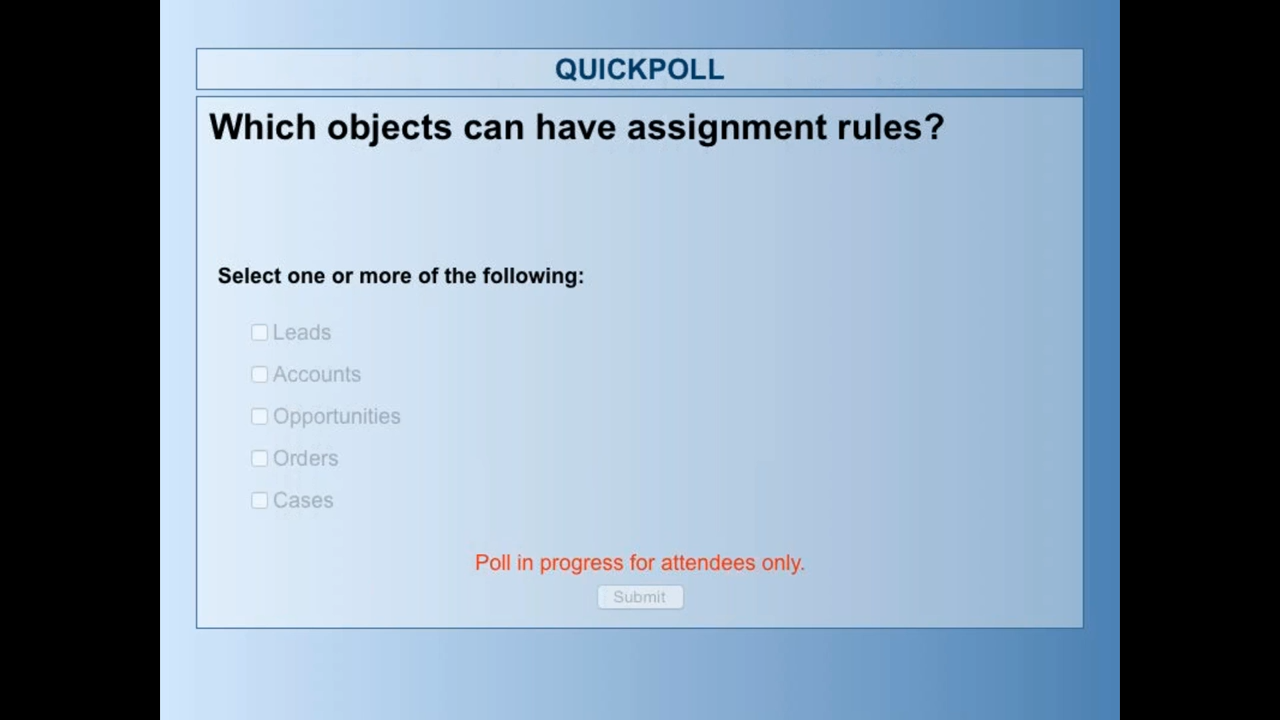 QUICKPOLL
Which objects can have assignment rules?
Select one or more of the following:
Leads
Accounts
Opportunities
Orders
Cases
Poll in progress for attendees only.
Submit